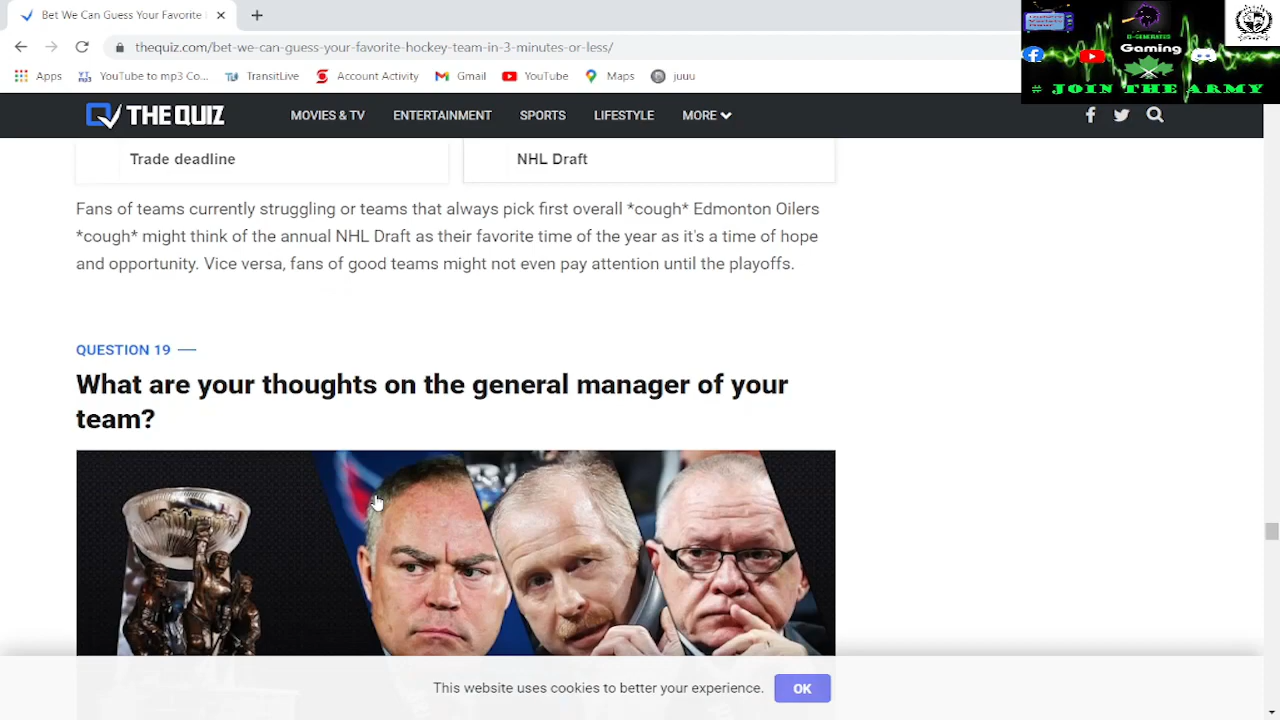 Bet We Can Guess Your Favorite
thequiz.com/bet-we-can-guess-your-favorite-hockey-team-in-3-minutes-or-less/
Apps
YouTube to mp3 Co...
TransitLive
Account Activity
Gmail
YouTube
Maps
juuu
Gaming
# JOIN THE ARMY
THE QUIZ
MOVIES & TV
ENTERTAINMENT
SPORTS
LIFESTYLE
MORE
Trade deadline
NHL Draft
Fans of teams currently struggling or teams that always pick first overall *cough* Edmonton Oilers
*cough* might think of the annual NHL Draft as their favorite time of the year as it's a time of hope
and opportunity. Vice versa, fans of good teams might not even pay attention until the playoffs.
QUESTION 19
What are your thoughts on the general manager of your
team?
This website uses cookies to better your experience.
OK